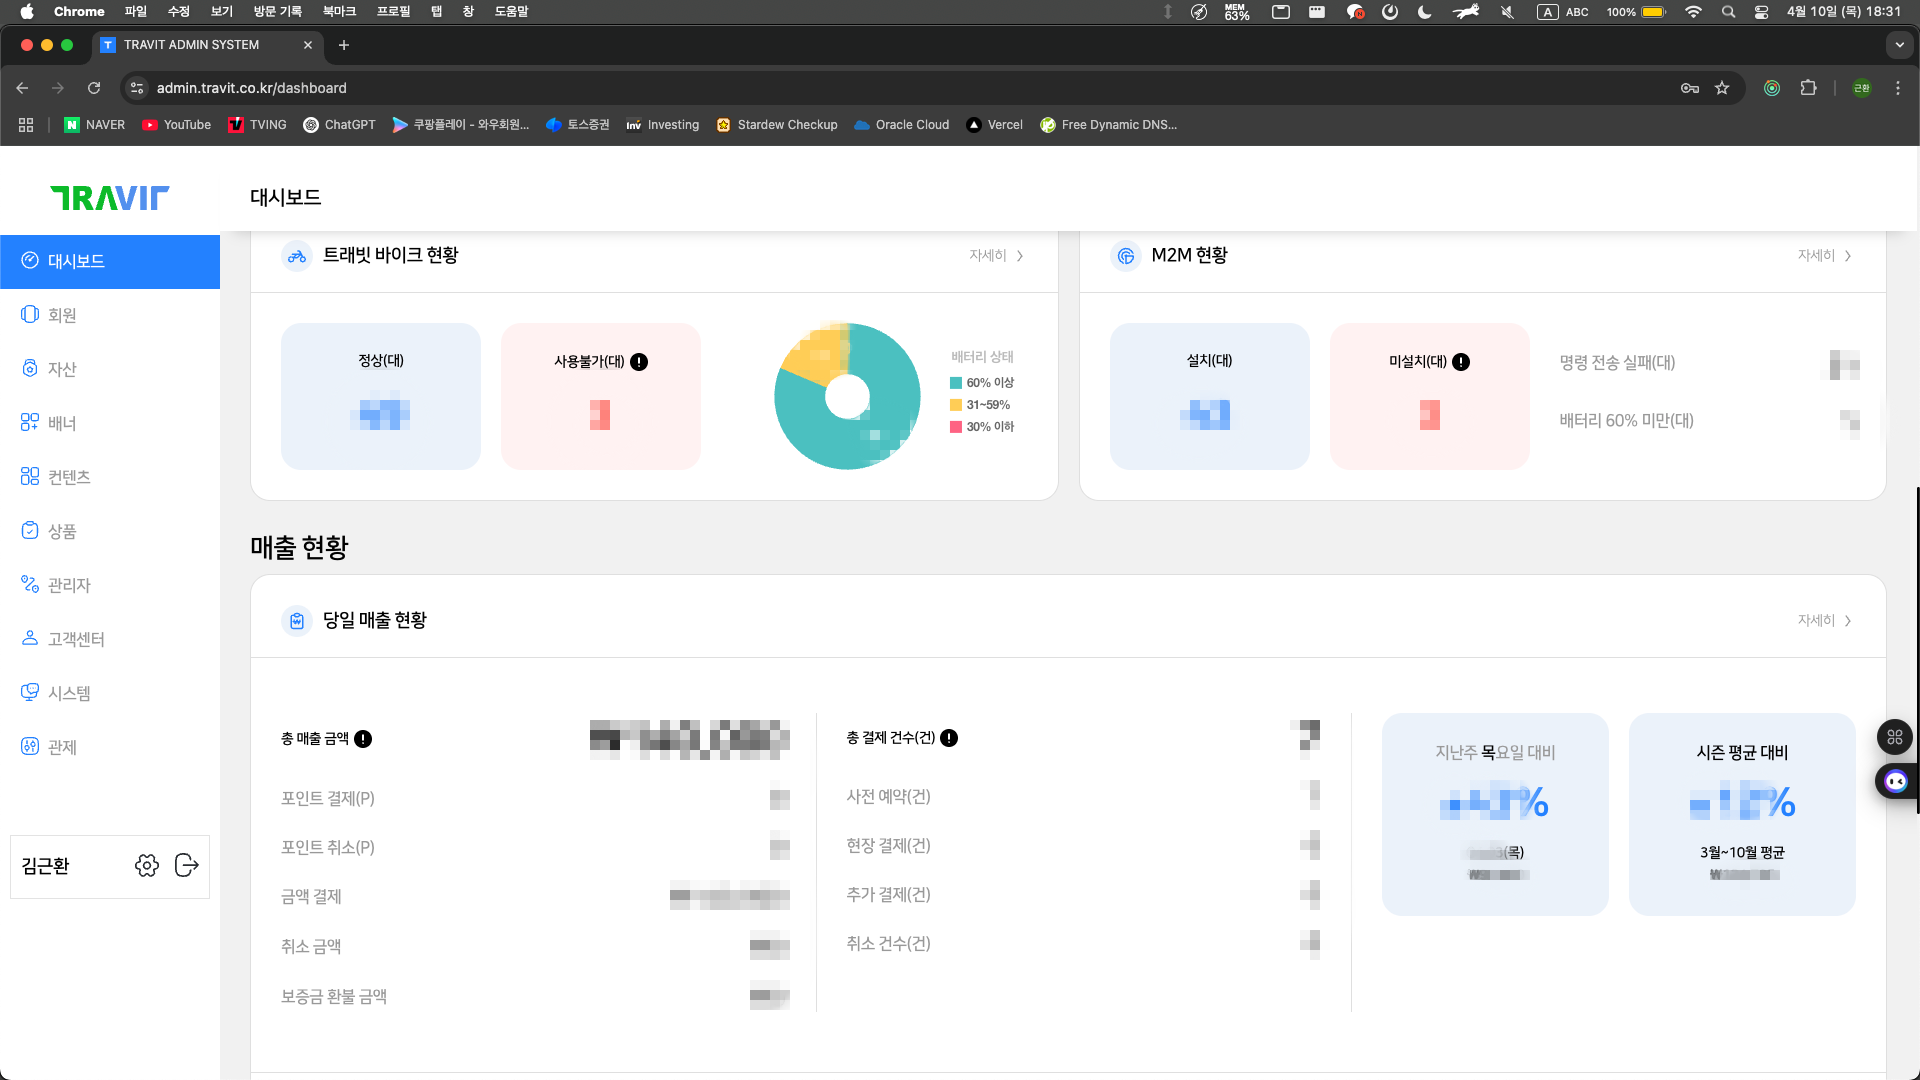 Chrome 파일 수정 보기 방문 기록 북마크 프로필 탭 창 도움말
MEM 63% A ABC 100% 4월 10일 (목) 18:31
T TRAVIT ADMIN SYSTEM
admin.travit.co.kr/dashboard
근환
NAVER YouTube TVING ChatGPT 쿠팡플레이 - 와우회원... 토스증권 Investing Stardew Checkup Oracle Cloud Vercel Free Dynamic DNS...
TRAVIT
대시보드
대시보드
회원
자산
배너
컨텐츠
상품
관리자
고객센터
시스템
관제
김근환
트래빗 바이크 현황
자세히
정상(대)
사용불가(대)
배터리 상태
60% 이상
31~59%
30% 이하
M2M 현황
자세히
설치(대)
미설치(대)
명령 전송 실패(대)
배터리 60% 미만(대)
매출 현황
당일 매출 현황
자세히
총 매출 금액
포인트 결제(P)
포인트 취소(P)
금액 결제
취소 금액
보증금 환불 금액
총 결제 건수(건)
사전 예약(건)
현장 결제(건)
추가 결제(건)
취소 건수(건)
지난주 목요일 대비
%
(목)
시즌 평균 대비
%
3월~10월 평균